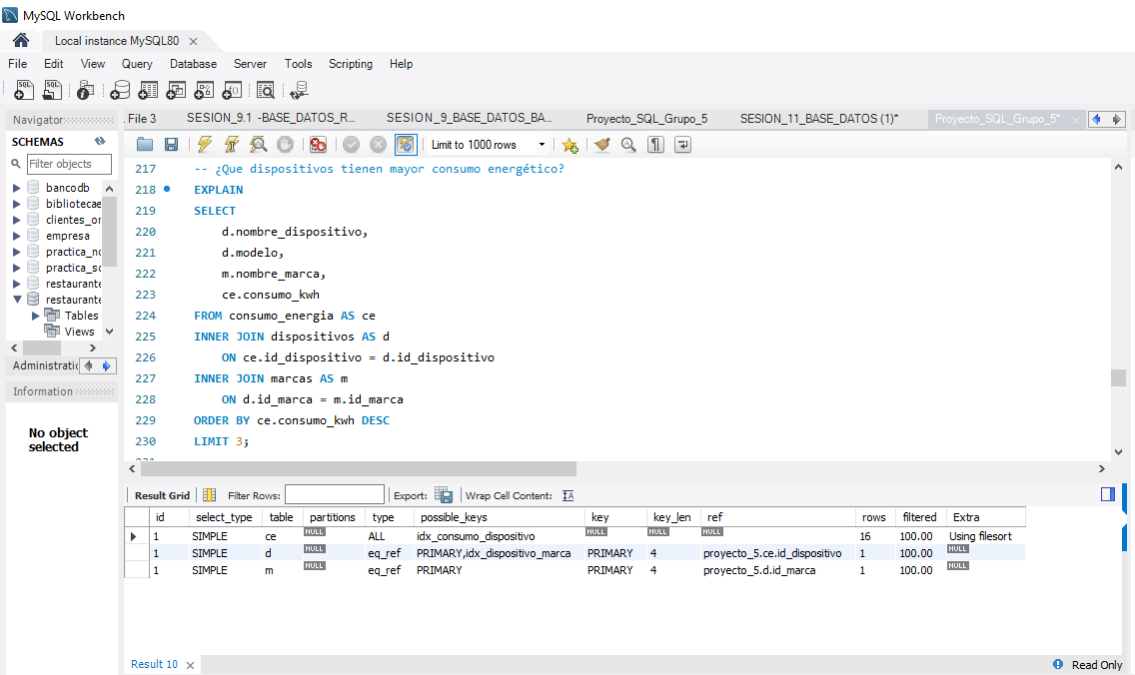 MySQL Workbench
Local instance MySQL80 ×
File Edit View Query Database Server Tools Scripting Help
Navigator
SCHEMAS
Filter objects
bancodb
bibliotecae
clientes_or
empresa
practica_no
practica_so
restaurante
restaurante
Tables
Views
Administratic
Information
No object
selected
. File 3 SESION_9.1 -BASE_DATOS_R... SESION_9_BASE_DATOS_BA... Proyecto_SQL_Grupo_5 SESION_11_BASE_DATOS (1)* Proyecto_SQL_Grupo_5* ×
Limit to 1000 rows
217 -- ¿Que dispositivos tienen mayor consumo energético?
218 EXPLAIN
219 SELECT
220 d.nombre_dispositivo,
221 d.modelo,
222 m.nombre_marca,
223 ce.consumo_kwh
224 FROM consumo_energia AS ce
225 INNER JOIN dispositivos AS d
226 ON ce.id_dispositivo = d.id_dispositivo
227 INNER JOIN marcas AS m
228 ON d.id_marca = m.id_marca
229 ORDER BY ce.consumo_kwh DESC
230 LIMIT 3;
Result Grid Filter Rows: Export: Wrap Cell Content: IA
id select_type table partitions type possible_keys key key_len ref rows filtered Extra
1 SIMPLE ce NULL ALL idx_consumo_dispositivo NULL NULL NULL 16 100.00 Using filesort
1 SIMPLE d NULL eq_ref PRIMARY,idx_dispositivo_marca PRIMARY 4 proyecto_5.ce.id_dispositivo 1 100.00 NULL
1 SIMPLE m NULL eq_ref PRIMARY PRIMARY 4 proyecto_5.d.id_marca 1 100.00 NULL
Result 10 × Read Only